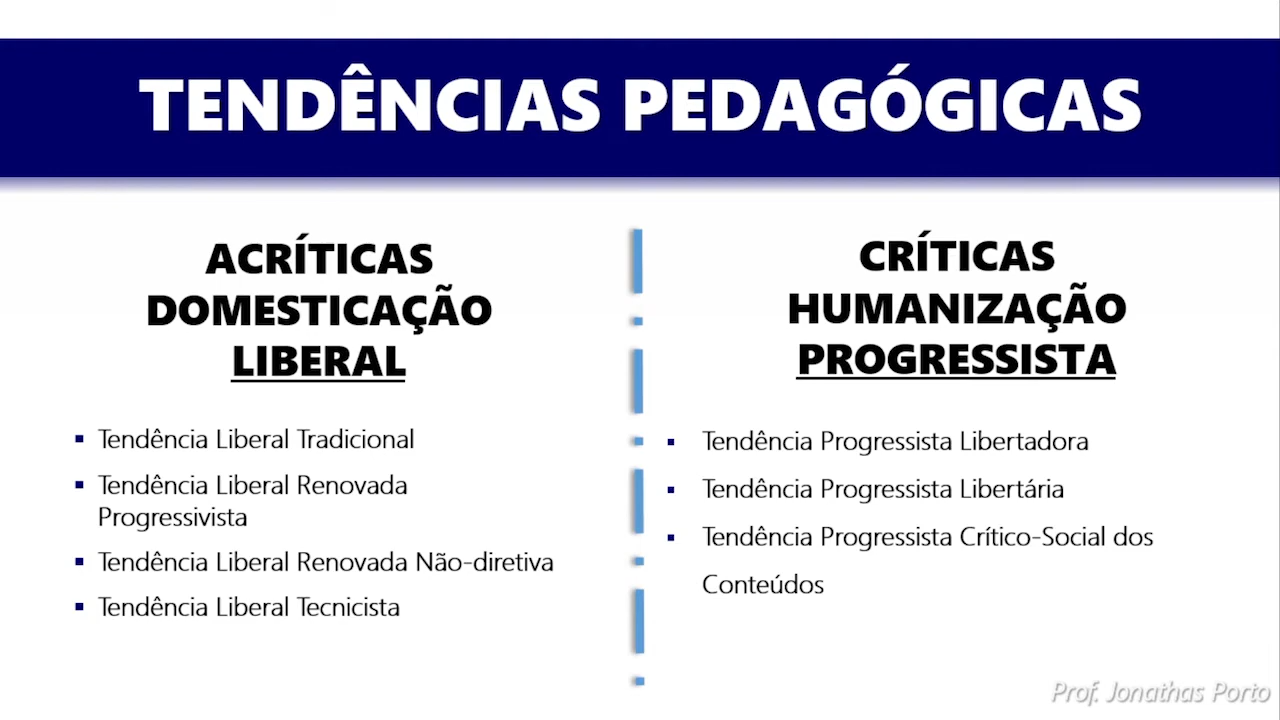 TENDÊNCIAS PEDAGÓGICAS
ACRÍTICAS
DOMESTICAÇÃO
LIBERAL
Tendência Liberal Tradicional
Tendência Liberal Renovada
Progressivista
Tendência Liberal Renovada Não-diretiva
Tendência Liberal Tecnicista
CRÍTICAS
HUMANIZAÇÃO
PROGRESSISTA
Tendência Progressista Libertadora
Tendência Progressista Libertária
Tendência Progressista Crítico-Social dos
Conteúdos
Prof. Jonathas Porto